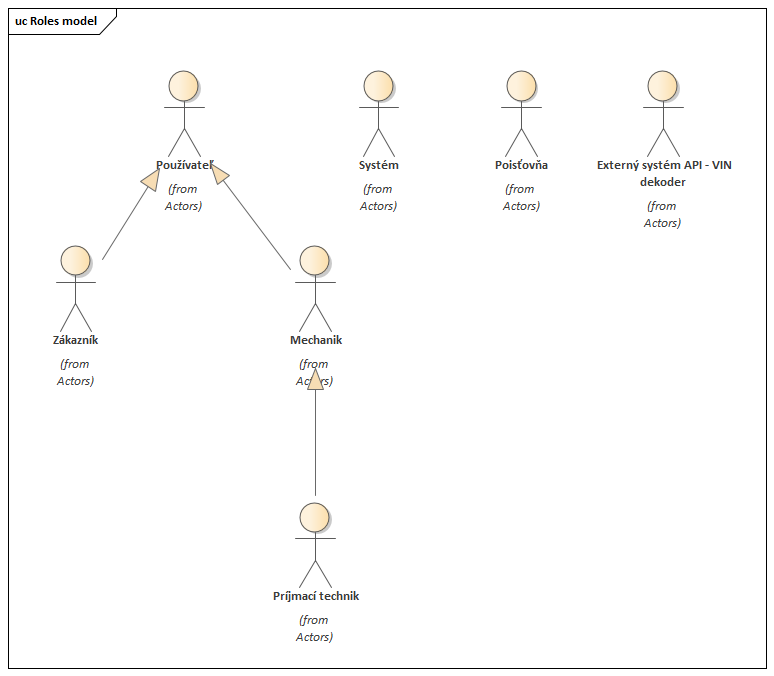 uc Roles model
Používateľ
(from
Actors)
Systém
(from
Actors)
Poisťovňa
(from
Actors)
Externý systém API - VIN
dekoder
(from
Actors)
Zákazník
(from
Actors)
Mechanik
(from
Actors)
Príjmací technik
(from
Actors)